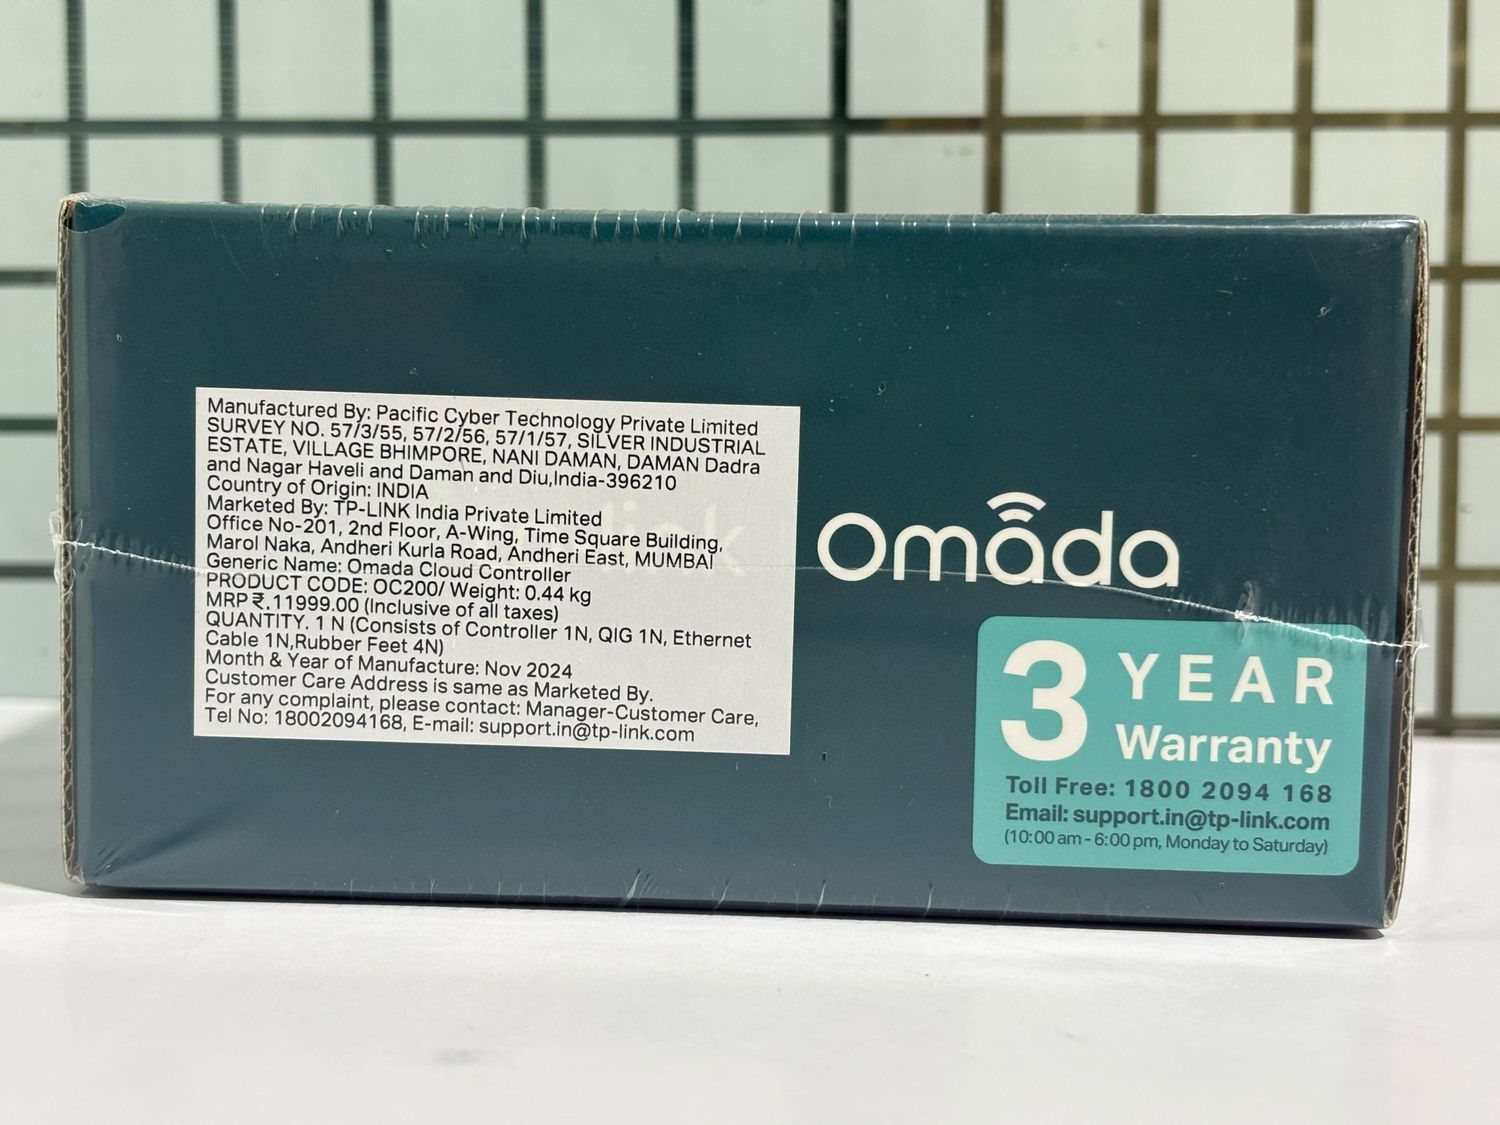 Manufactured By: Pacific Cyber Technology Private Limited
SURVEY NO. 57/3/55, 57/2/56, 57/1/57, SILVER INDUSTRIAL
ESTATE, VILLAGE BHIMPORE, NANI DAMAN, DAMAN Dadra
and Nagar Haveli and Daman and Diu,India-396210
Country of Origin: INDIA
Marketed By: TP-LINK India Private Limited
Office No-201, 2nd Floor, A-Wing, Time Square Building,
Marol Naka, Andheri Kurla Road, Andheri East, MUMBAI
Generic Name: Omada Cloud Controller
PRODUCT CODE: OC200/ Weight: 0.44 kg
MRP ₹.11999.00 (Inclusive of all taxes)
QUANTITY. 1 N (Consists of Controller 1N, QIG 1N, Ethernet
Cable 1N,Rubber Feet 4N)
Month & Year of Manufacture: Nov 2024
Customer Care Address is same as Marketed By.
For any complaint, please contact: Manager-Customer Care,
Tel No: 18002094168, E-mail: support.in@tp-link.com
link
omada
3 YEAR
Warranty
Toll Free: 1800 2094 168
Email: support.in@tp-link.com
(10:00 am - 6:00 pm, Monday to Saturday)